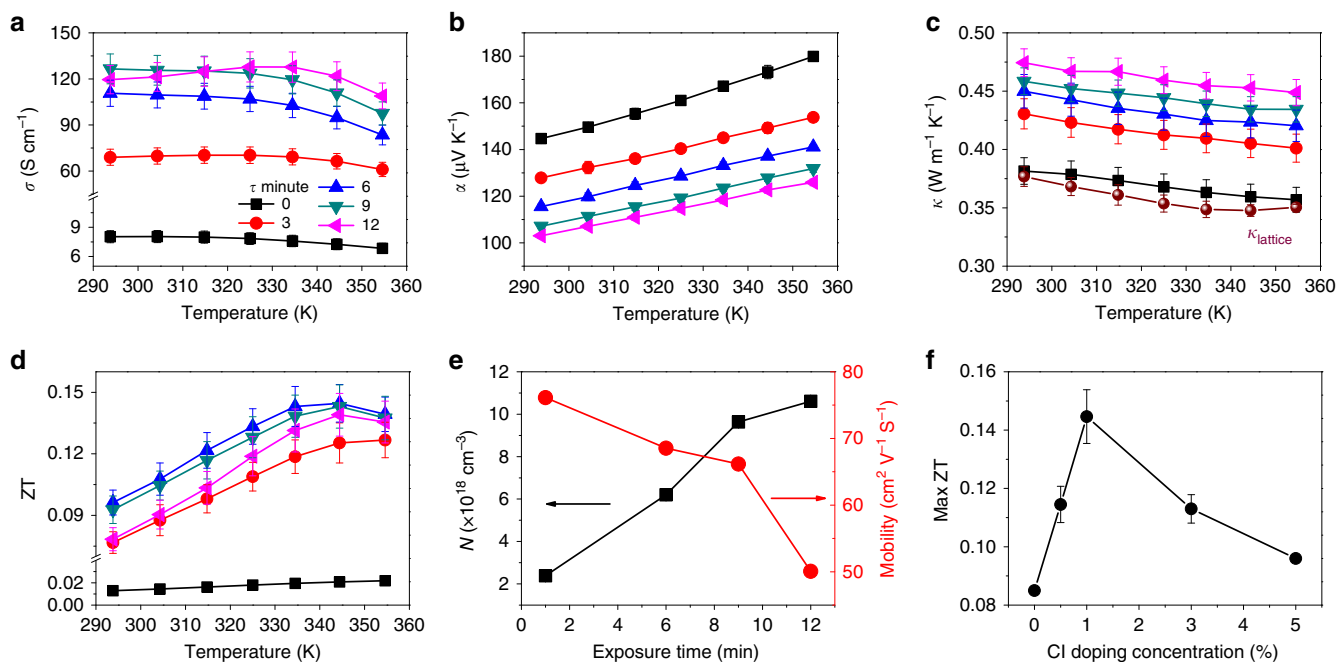 a
150
120
90
60
9
6
σ (S cm⁻¹)
τ minute
0
3
6
9
12
290 300 310 320 330 340 350 360
Temperature (K)
b
180
160
140
120
100
α (μV K⁻¹)
290 300 310 320 330 340 350 360
Temperature (K)
c
0.50
0.45
0.40
0.35
0.30
κ (W m⁻¹ K⁻¹)
κlattice
290 300 310 320 330 340 350 360
Temperature (K)
d
0.15
0.12
0.09
0.02
0.00
ZT
290 300 310 320 330 340 350 360
Temperature (K)
e
12
10
8
6
4
2
N (×10¹⁸ cm⁻³)
80
70
60
50
Mobility (cm² V⁻¹ S⁻¹)
0 2 4 6 8 10 12
Exposure time (min)
f
0.16
0.14
0.12
0.10
0.08
Max ZT
0 1 2 3 4 5
CI doping concentration (%)